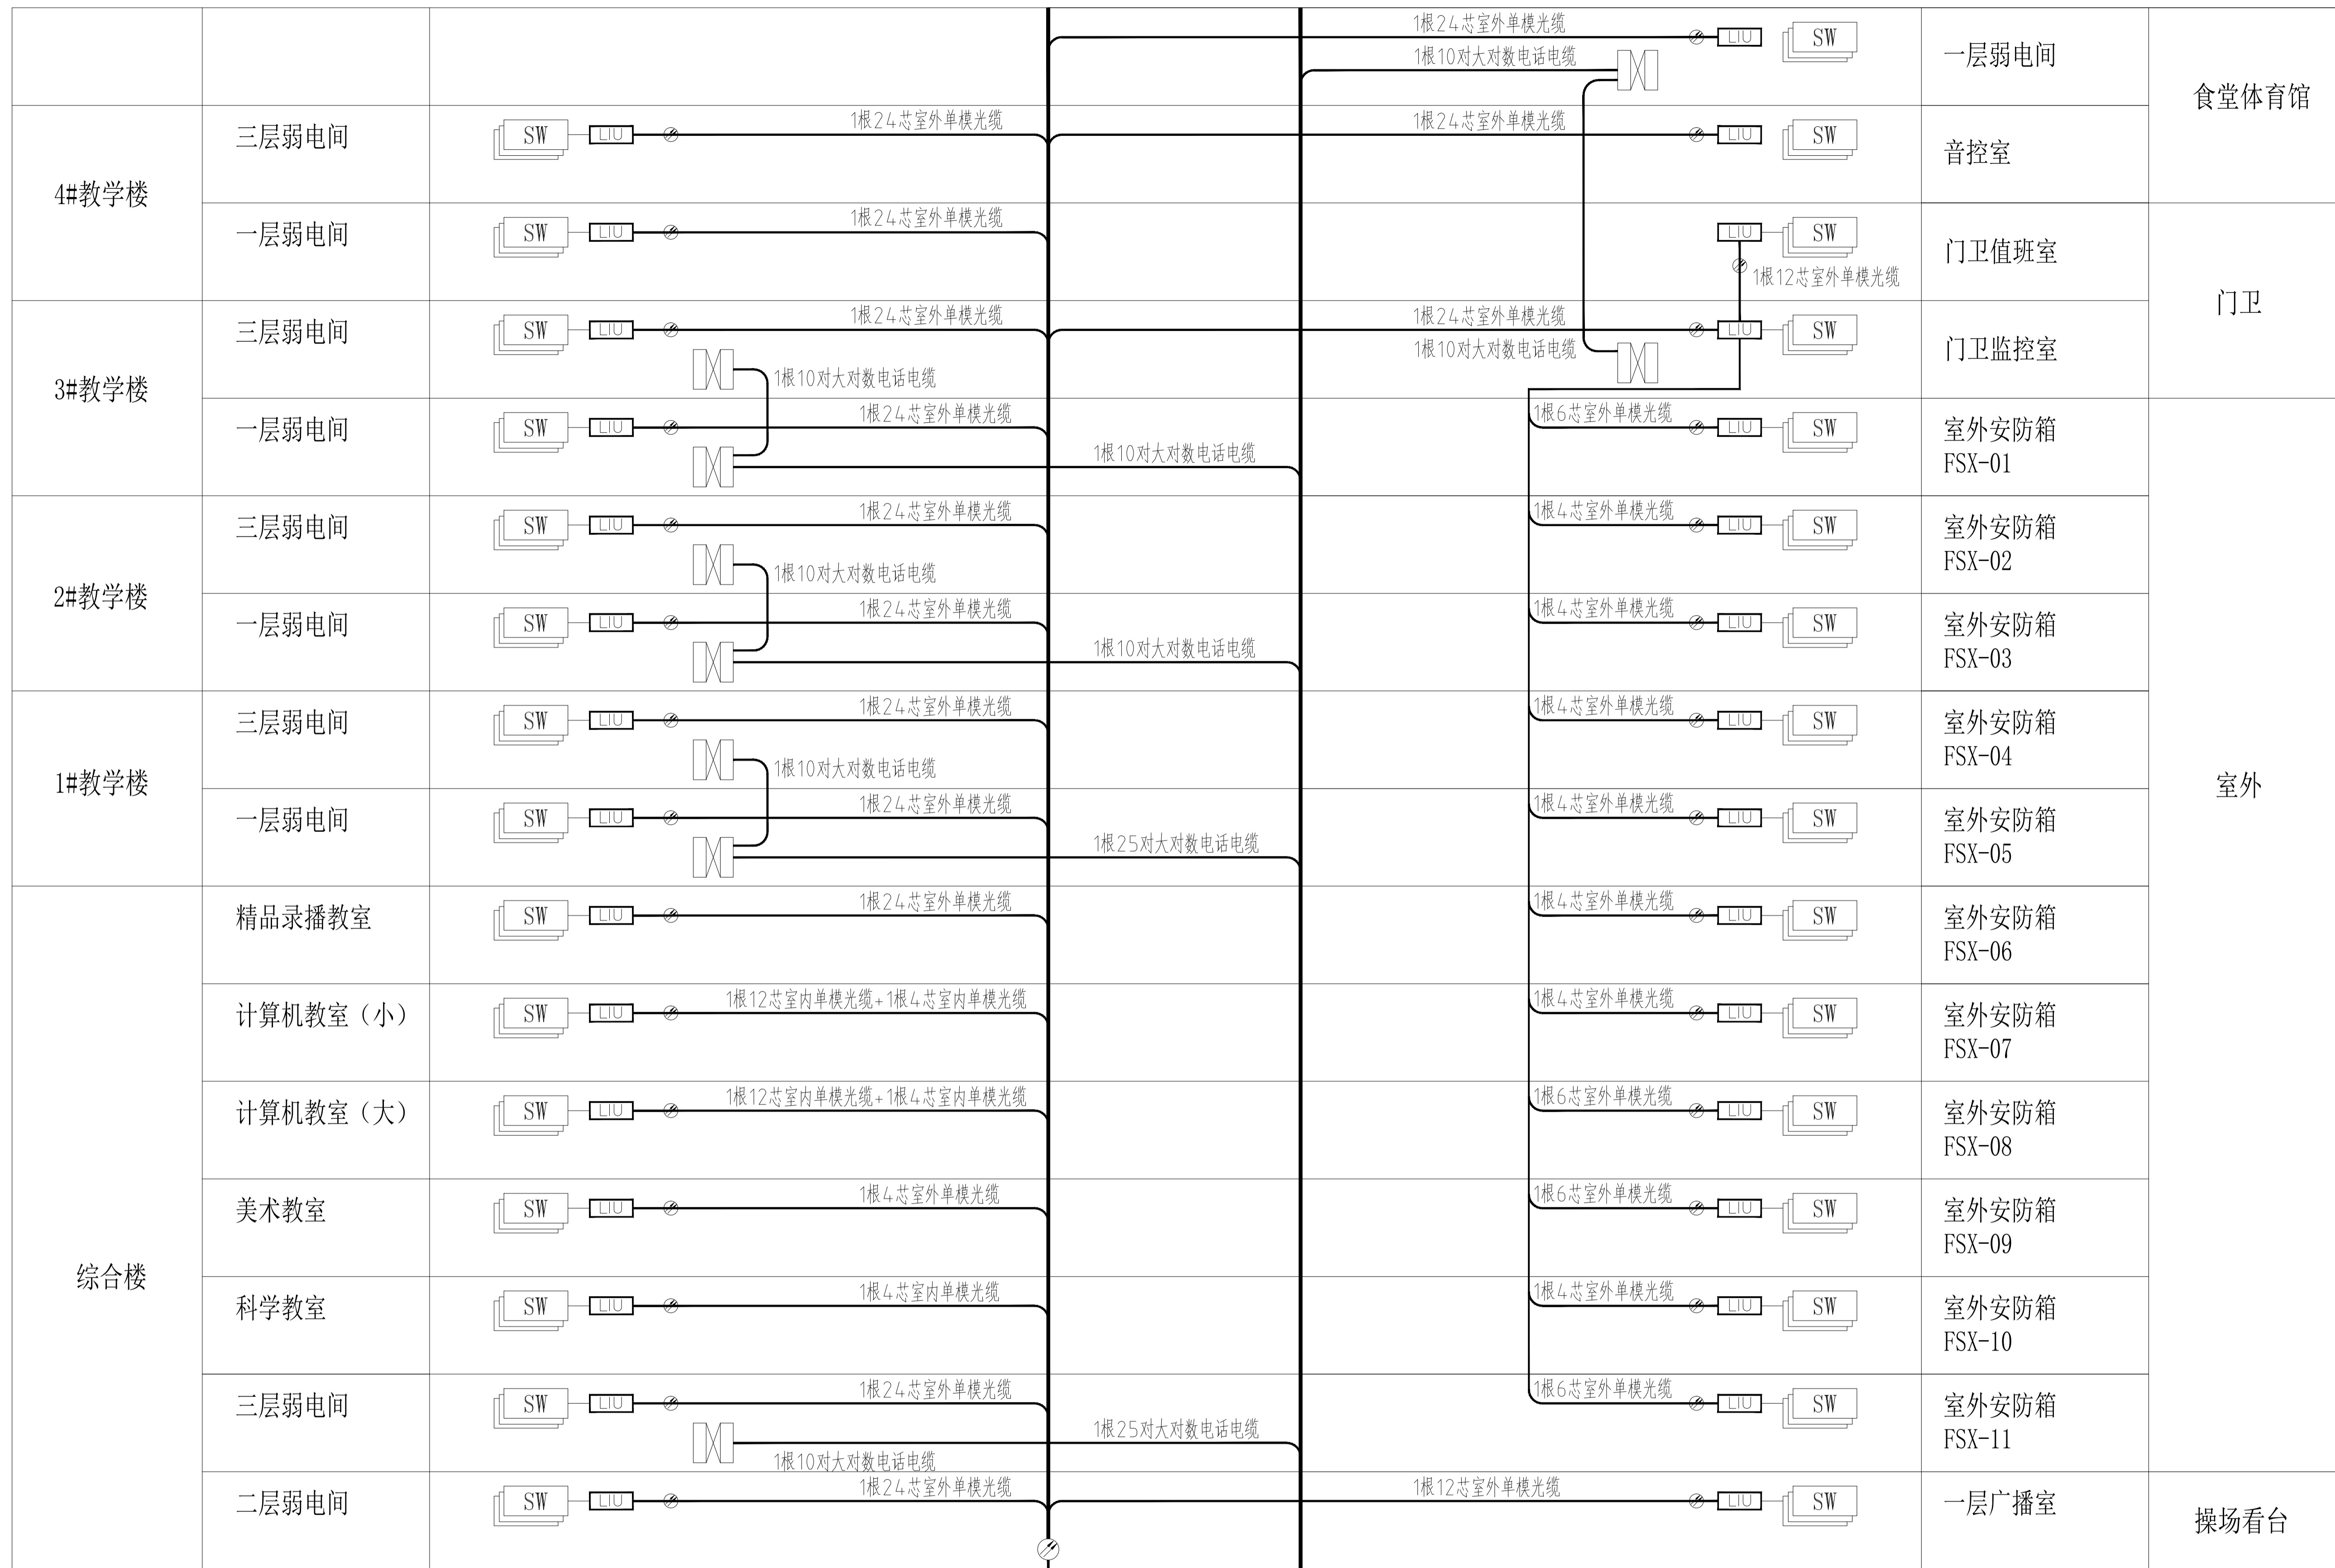 1根24芯室外单模光缆
LIU
SW
1根10对大对数电话电缆
一层弱电间
食堂体育馆
4#教学楼
三层弱电间
SW
LIU
1根24芯室外单模光缆
1根24芯室外单模光缆
LIU
SW
音控室
一层弱电间
SW
LIU
1根24芯室外单模光缆
LIU
SW
1根12芯室外单模光缆
门卫值班室
门卫
3#教学楼
三层弱电间
SW
LIU
1根24芯室外单模光缆
1根10对大对数电话电缆
1根24芯室外单模光缆
1根10对大对数电话电缆
LIU
SW
门卫监控室
一层弱电间
SW
LIU
1根24芯室外单模光缆
1根10对大对数电话电缆
1根6芯室外单模光缆
LIU
SW
室外安防箱
FSX-01
2#教学楼
三层弱电间
SW
LIU
1根24芯室外单模光缆
1根10对大对数电话电缆
1根4芯室外单模光缆
LIU
SW
室外安防箱
FSX-02
一层弱电间
SW
LIU
1根24芯室外单模光缆
1根10对大对数电话电缆
1根4芯室外单模光缆
LIU
SW
室外安防箱
FSX-03
1#教学楼
三层弱电间
SW
LIU
1根24芯室外单模光缆
1根10对大对数电话电缆
1根4芯室外单模光缆
LIU
SW
室外安防箱
FSX-04
室外
一层弱电间
SW
LIU
1根24芯室外单模光缆
1根25对大对数电话电缆
1根4芯室外单模光缆
LIU
SW
室外安防箱
FSX-05
综合楼
精品录播教室
SW
LIU
1根24芯室外单模光缆
1根4芯室外单模光缆
LIU
SW
室外安防箱
FSX-06
计算机教室（小）
SW
LIU
1根12芯室内单模光缆+1根4芯室内单模光缆
1根4芯室外单模光缆
LIU
SW
室外安防箱
FSX-07
计算机教室（大）
SW
LIU
1根12芯室内单模光缆+1根4芯室内单模光缆
1根6芯室外单模光缆
LIU
SW
室外安防箱
FSX-08
美术教室
SW
LIU
1根4芯室外单模光缆
1根6芯室外单模光缆
LIU
SW
室外安防箱
FSX-09
科学教室
SW
LIU
1根4芯室内单模光缆
1根4芯室外单模光缆
LIU
SW
室外安防箱
FSX-10
三层弱电间
SW
LIU
1根24芯室外单模光缆
1根25对大对数电话电缆
1根10对大对数电话电缆
1根6芯室外单模光缆
LIU
SW
室外安防箱
FSX-11
二层弱电间
SW
LIU
1根24芯室外单模光缆
1根12芯室外单模光缆
LIU
SW
一层广播室
操场看台